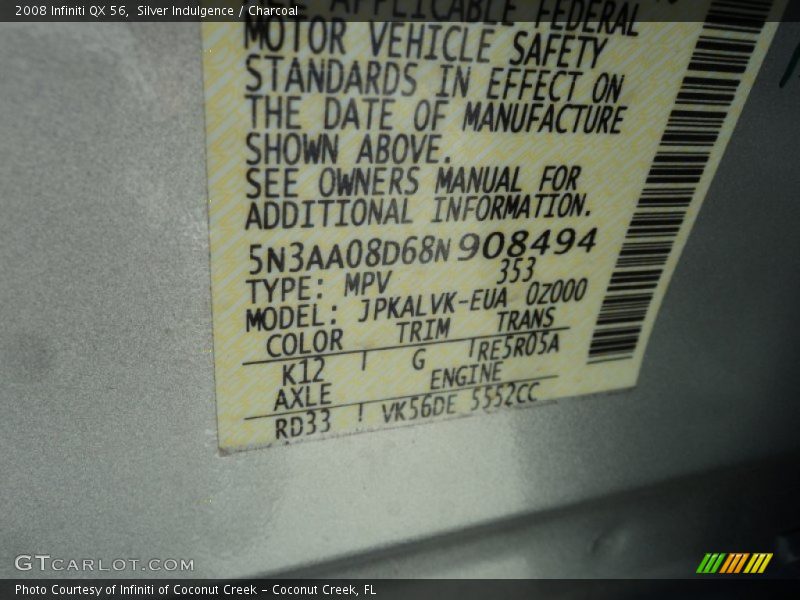 2008 Infiniti QX 56,  Silver Indulgence / Charcoal
APPLICABLE FEDERAL
MOTOR VEHICLE SAFETY
STANDARDS IN EFFECT ON
THE DATE OF MANUFACTURE
SHOWN ABOVE.
SEE OWNERS MANUAL FOR
ADDITIONAL INFORMATION.
5N3AA08D68N908494
TYPE: MPV 353
MODEL: JPKALVK-EUA 0Z000
COLOR TRIM TRANS
K12 G RE5R05A
AXLE ENGINE
RD33 VK56DE 5552CC
GTCARLOT.COM
Photo Courtesy of Infiniti of Coconut Creek – Coconut Creek, FL